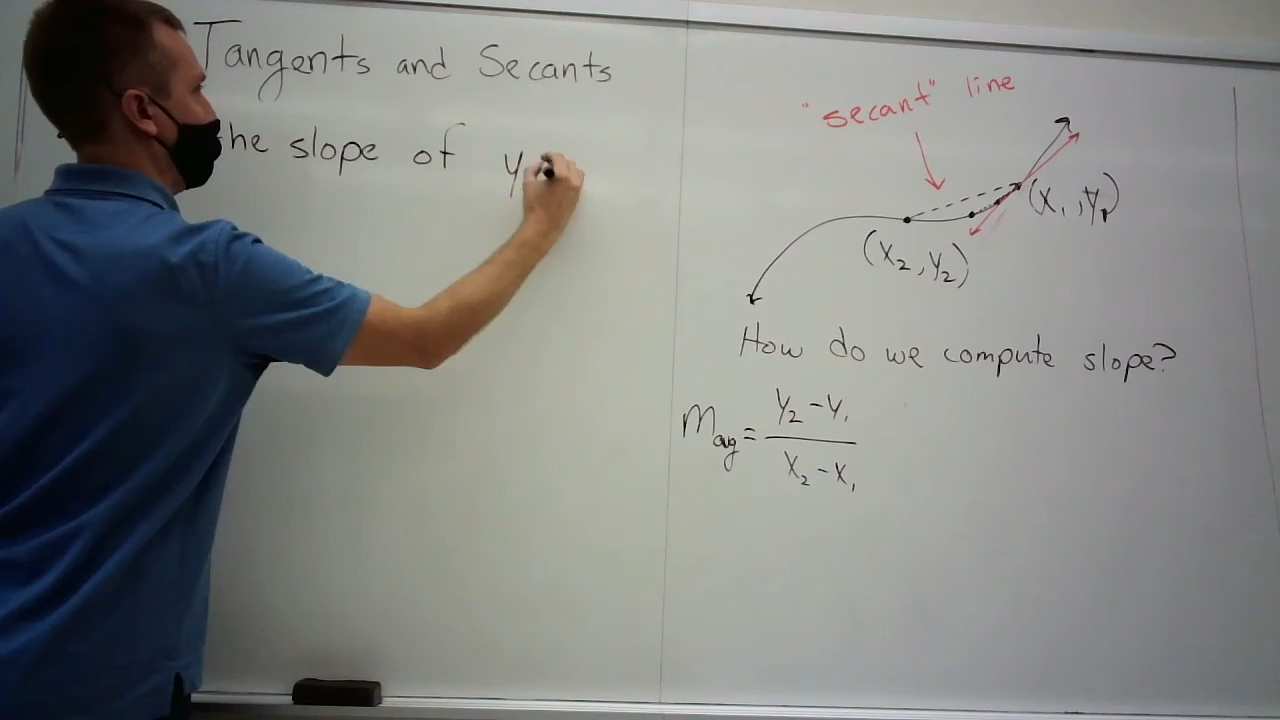 Tangents and Secants
he slope of y
"secant" line
(x₁,y₁)
(x₂,y₂)
How do we compute slope?
m_avg = (y₂-y₁)/(x₂-x₁)